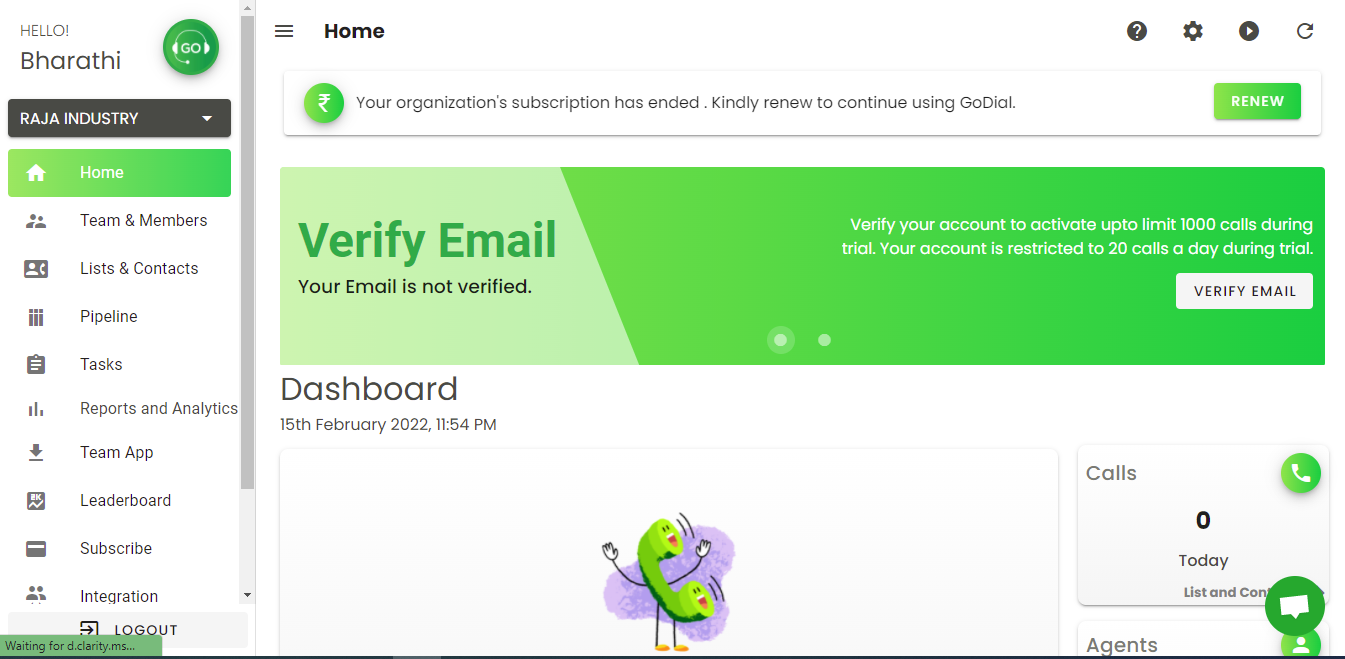 HELLO!
Bharathi
GO
RAJA INDUSTRY
Home
Team & Members
Lists & Contacts
Pipeline
Tasks
Reports and Analytics
Team App
Leaderboard
Subscribe
Integration
LOGOUT
Waiting for d.clarity.ms...
Home
₹
Your organization's subscription has ended . Kindly renew to continue using GoDial.
RENEW
Verify Email
Your Email is not verified.
Verify your account to activate upto limit 1000 calls during
trial. Your account is restricted to 20 calls a day during trial.
VERIFY EMAIL
Dashboard
15th February 2022, 11:54 PM
Calls
0
Today
List and
Agents